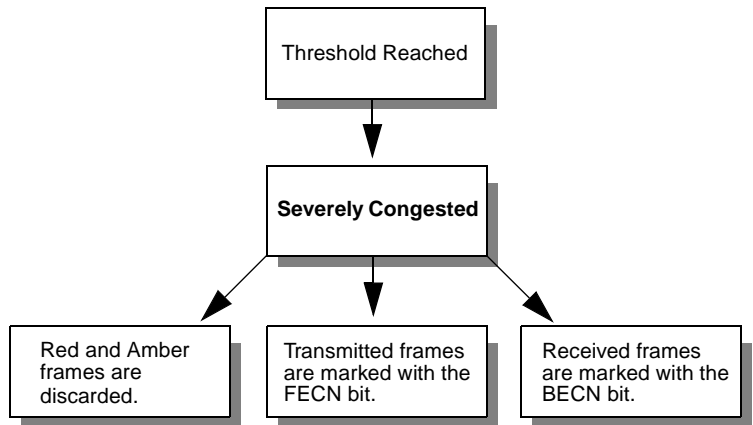 Threshold Reached
Severely Congested
Red and Amber
frames are
discarded.
Transmitted frames
are marked with the
FECN bit.
Received frames
are marked with the
BECN bit.